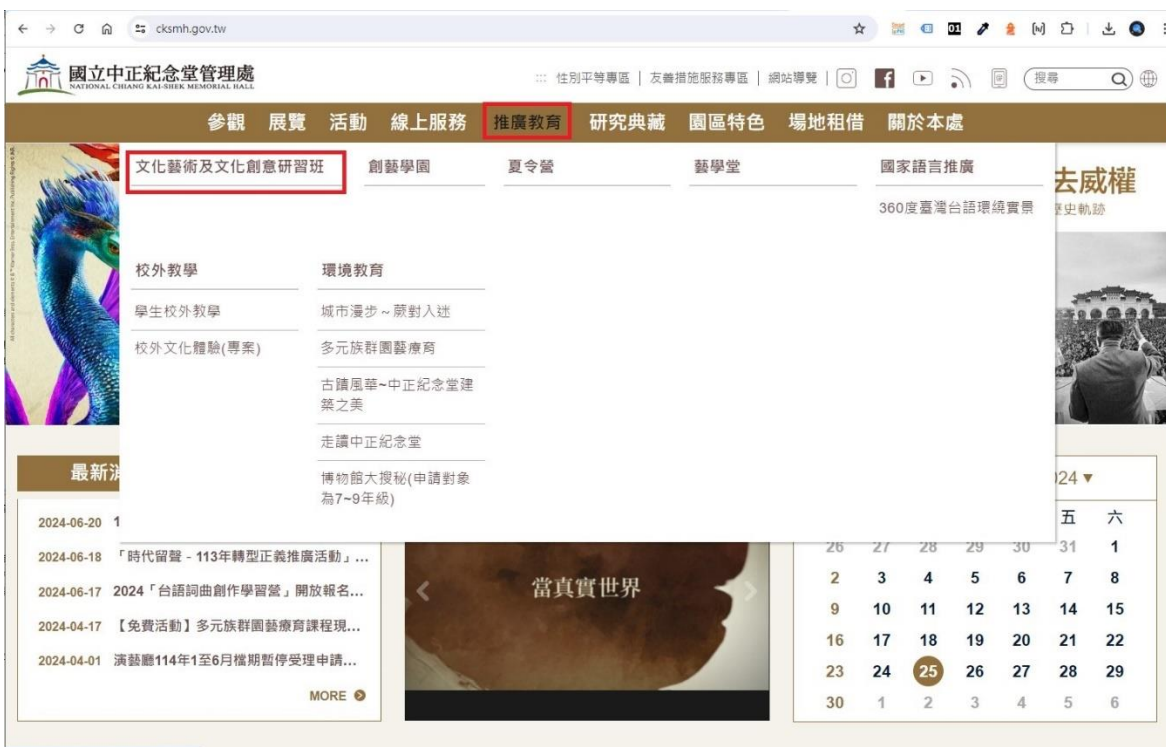 cksmh.gov.tw
國立中正紀念堂管理處
NATIONAL CHIANG KAI-SHEK MEMORIAL HALL
::: 性別平等專區 | 友善措施服務專區 | 網站導覽 |
搜尋
參觀 展覽 活動 線上服務 推廣教育 研究典藏 園區特色 場地租借 關於本處
文化藝術及文化創意研習班 創藝學園 夏令營 藝學堂 國家語言推廣
360度臺灣台語環繞實景
去威權
歷史軌跡
校外教學 環境教育
學生校外教學 城市漫步~蕨對入迷
校外文化體驗(專案) 多元族群園藝療育
古蹟風華~中正紀念堂建
築之美
走讀中正紀念堂
博物館大搜秘(申請對象
為7~9年級)
最新消
2024-06-20 1
2024-06-18 「時代留聲－113年轉型正義推廣活動」...
2024-06-17 2024「台語詞曲創作學習營」開放報名...
2024-04-17 【免費活動】多元族群園藝療育課程現...
2024-04-01 演藝廳114年1至6月檔期暫停受理申請...
MORE
當真實世界
024 ▼
五 六
26 27 28 29 30 31 1
2 3 4 5 6 7 8
9 10 11 12 13 14 15
16 17 18 19 20 21 22
23 24 25 26 27 28 29
30 1 2 3 4 5 6